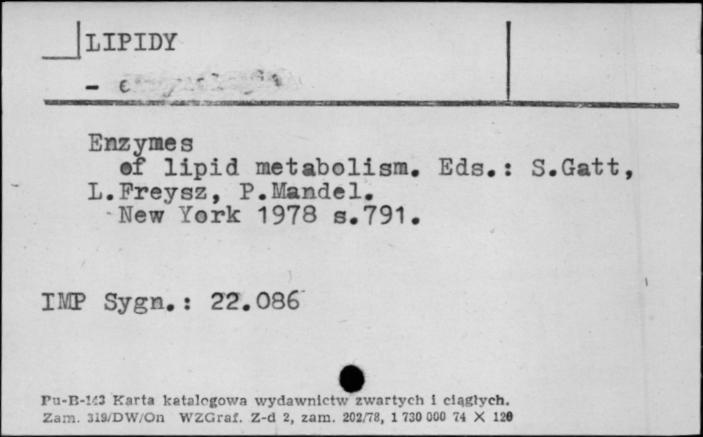 LIPIDY
-
Enzymes
of lipid metabolism. Eds.: S.Gatt,
L.Freysz, P.Mandel.
New York 1978 s.791.
IMP Sygn.: 22.086
Pu-B-143 Karta katalogowa wydawnictw zwartych i ciągłych.
Zam. 319/DW/On WZGraf. Z-d 2, zam. 202/78, 1 730 000 74 X 120